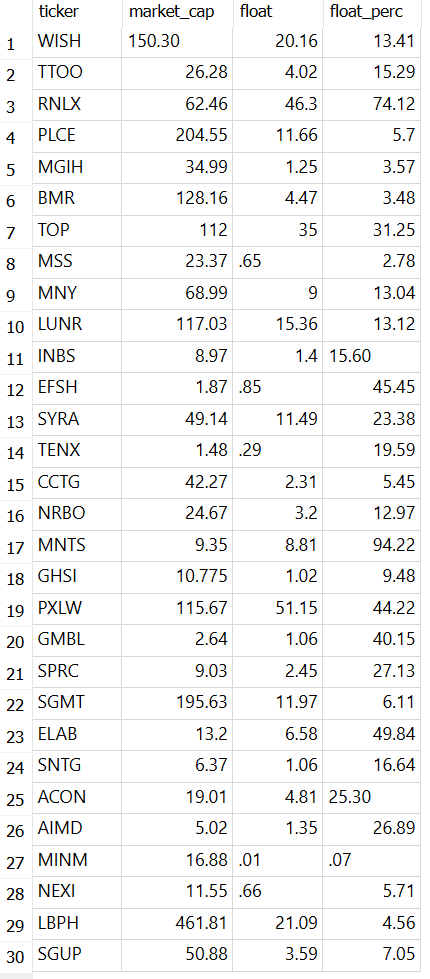 ticker market_cap float float_perc
1 WISH 150.30 20.16 13.41
2 TTOO 26.28 4.02 15.29
3 RNLX 62.46 46.3 74.12
4 PLCE 204.55 11.66 5.7
5 MGIH 34.99 1.25 3.57
6 BMR 128.16 4.47 3.48
7 TOP 112 35 31.25
8 MSS 23.37 .65 2.78
9 MNY 68.99 9 13.04
10 LUNR 117.03 15.36 13.12
11 INBS 8.97 1.4 15.60
12 EFSH 1.87 .85 45.45
13 SYRA 49.14 11.49 23.38
14 TENX 1.48 .29 19.59
15 CCTG 42.27 2.31 5.45
16 NRBO 24.67 3.2 12.97
17 MNTS 9.35 8.81 94.22
18 GHSI 10.775 1.02 9.48
19 PXLW 115.67 51.15 44.22
20 GMBL 2.64 1.06 40.15
21 SPRC 9.03 2.45 27.13
22 SGMT 195.63 11.97 6.11
23 ELAB 13.2 6.58 49.84
24 SNTG 6.37 1.06 16.64
25 ACON 19.01 4.81 25.30
26 AIMD 5.02 1.35 26.89
27 MINM 16.88 .01 .07
28 NEXI 11.55 .66 5.71
29 LBPH 461.81 21.09 4.56
30 SGUP 50.88 3.59 7.05